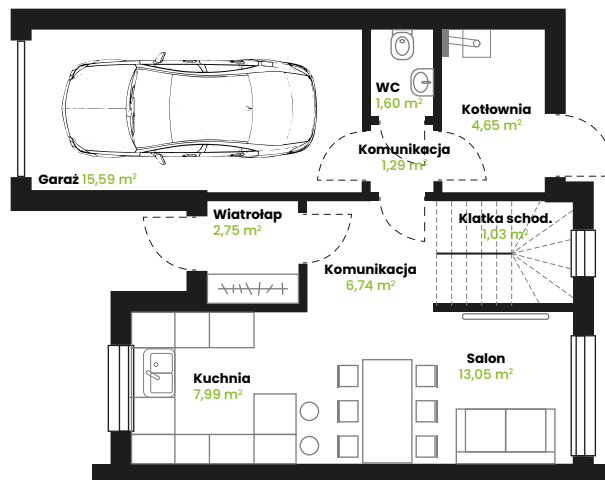 WC
1,60 m²
Kotłownia
4,65 m²
Komunikacja
1,29 m²
Garaż 15,59 m²
Wiatrołap
2,75 m²
Klatka schod.
1,03 m²
Komunikacja
6,74 m²
Salon
13,05 m²
Kuchnia
7,99 m²